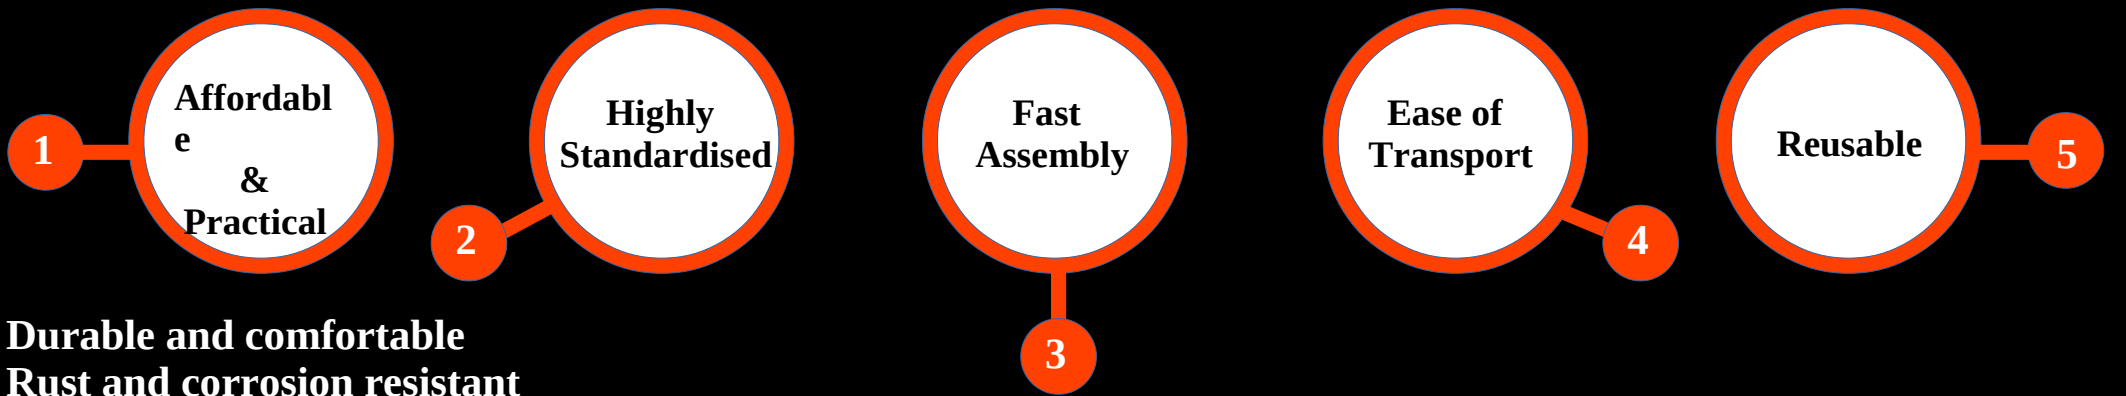 1
Affordabl
e
&
Practical
2
Highly
Standardised
3
Fast
Assembly
4
Ease of
Transport
5
Reusable
Durable and comfortable
Rust and corrosion resistant